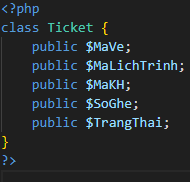 <?php
class Ticket {
    public $MaVe;
    public $MaLichTrinh;
    public $MaKH;
    public $SoGhe;
    public $TrangThai;
}
?>